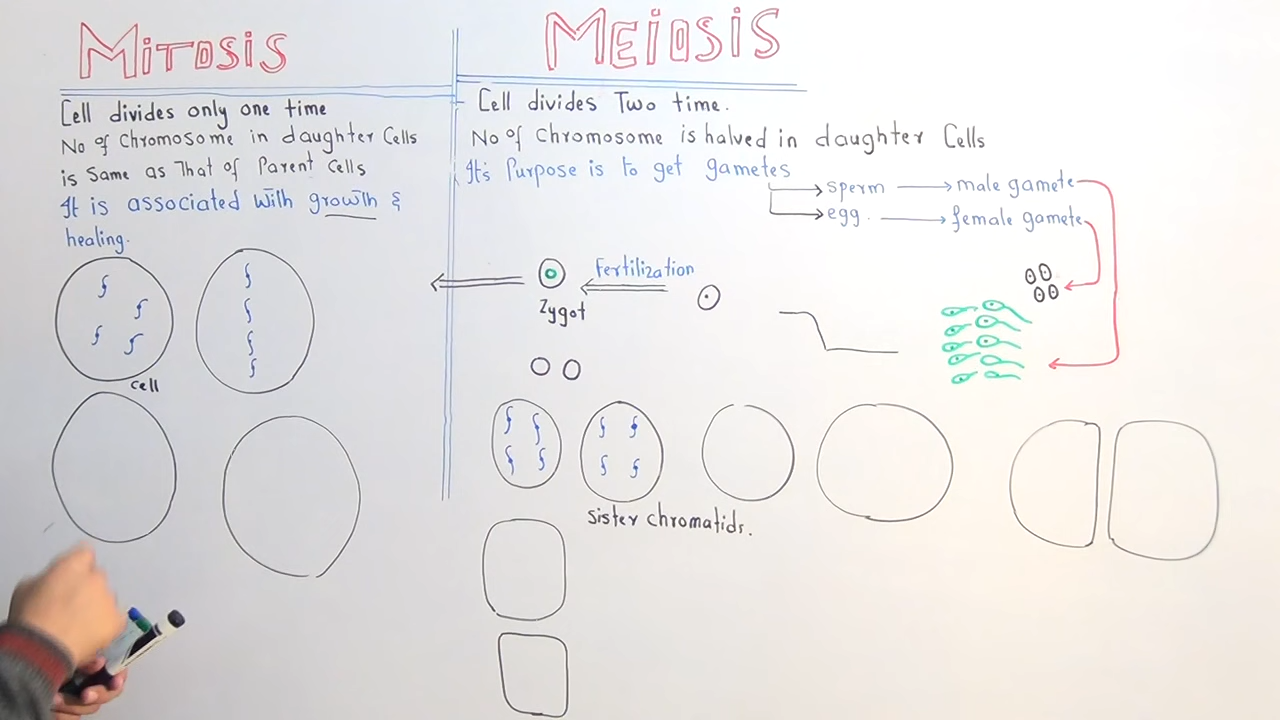 MiTOSiS
Cell divides only one time
No of Chromosome in daughter Cells
is Same as That of Parent Cells
It is associated with growth &
healing.
cell
MEiOSiS
Cell divides Two time.
No of Chromosome is halved in daughter Cells
It's Purpose is to get gametes
sperm male gamete
egg. female gamete
Fertilization
Zygot
Sister chromatids.